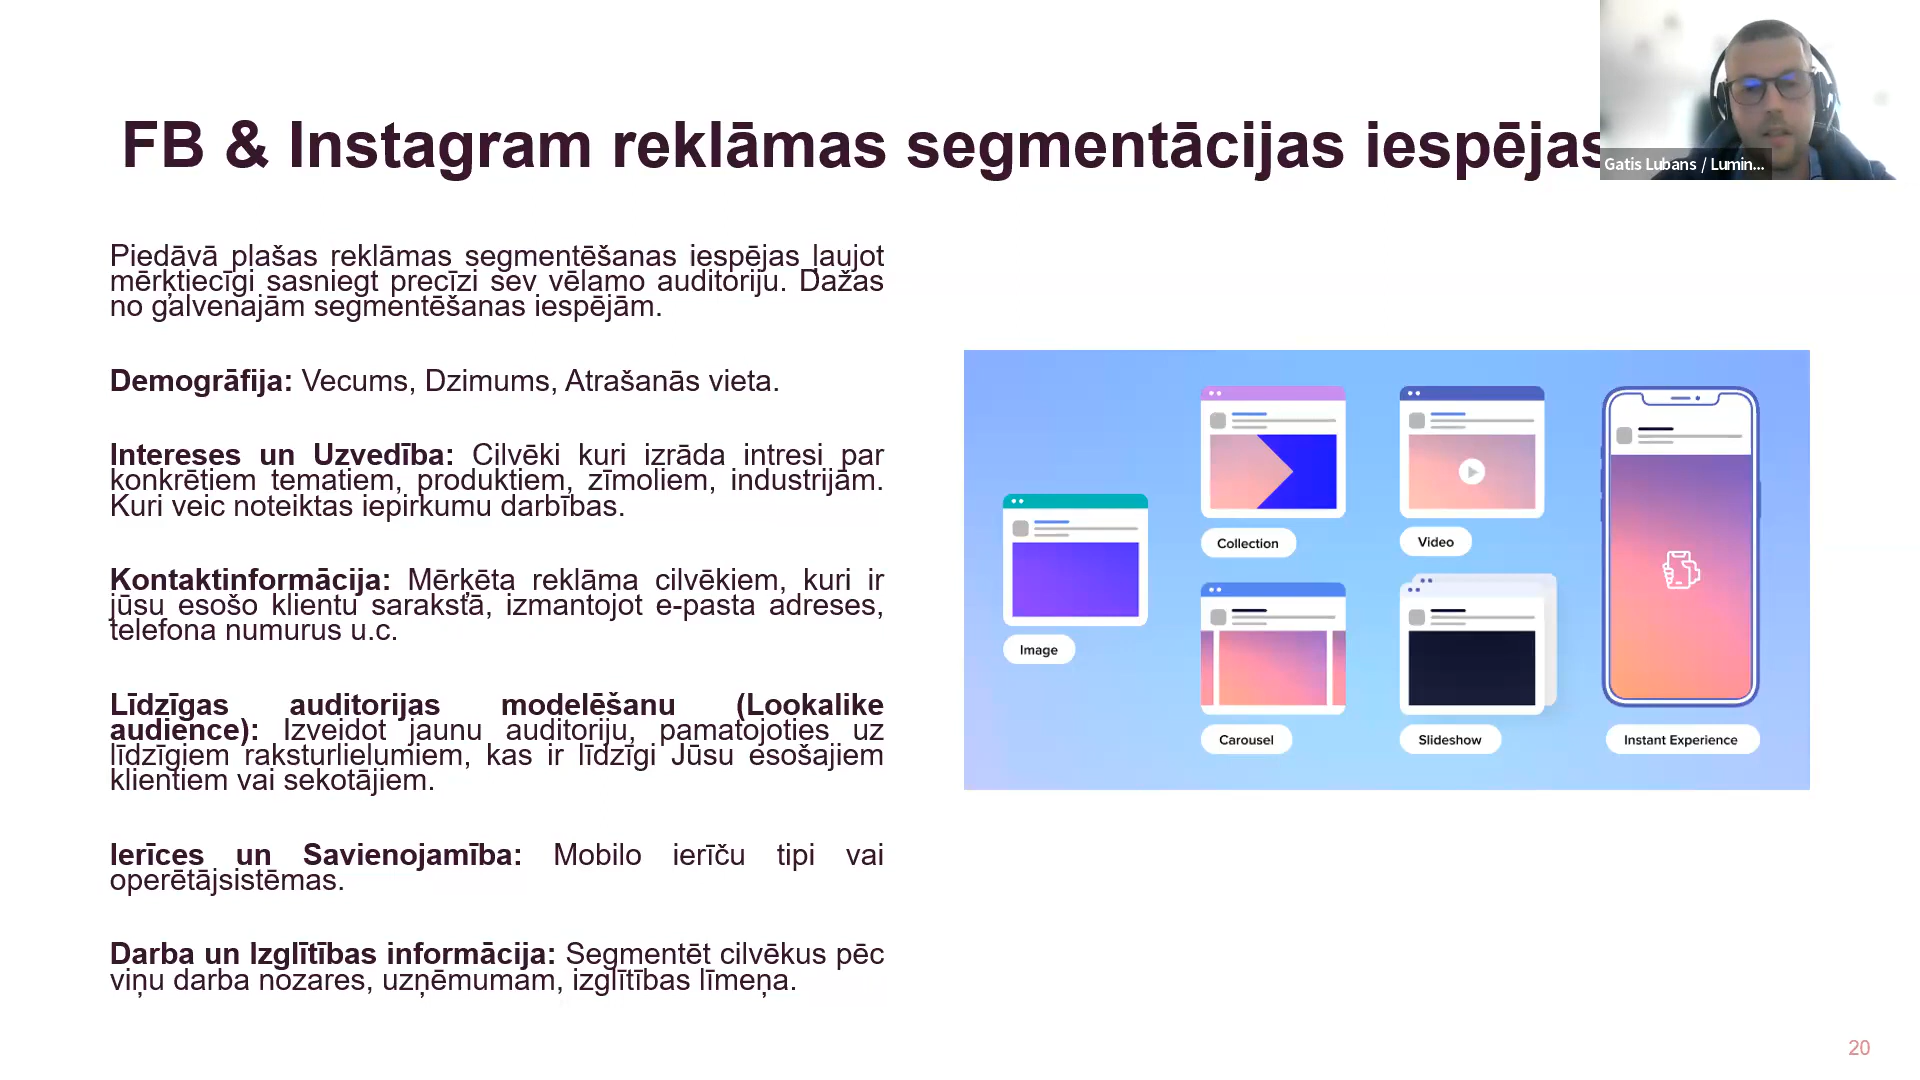 FB & Instagram reklāmas segmentācijas iespējas
Gatis Lubans / Lumin...
Piedāvā plašas reklāmas segmentēšanas iespējas ļaujot
mērķtiecīgi sasniegt precīzi sev vēlamo auditoriju. Dažas
no galvenajām segmentēšanas iespējām.
Demogrāfija: Vecums, Dzimums, Atrašanās vieta.
Intereses un Uzvedība: Cilvēki kuri izrāda intresi par
konkrētiem tematiem, produktiem, zīmoliem, industrijām.
Kuri veic noteiktas iepirkumu darbības.
Kontaktinformācija: Mērķēta reklāma cilvēkiem, kuri ir
jūsu esošo klientu sarakstā, izmantojot e-pasta adreses,
telefona numurus u.c.
Līdzīgas auditorijas modelēšanu (Lookalike
audience): Izveidot jaunu auditoriju, pamatojoties uz
līdzīgiem raksturlielumiem, kas ir līdzīgi Jūsu esošajiem
klientiem vai sekotājiem.
Ierīces un Savienojamība: Mobilo ierīču tipi vai
operētājsistēmas.
Darba un Izglītības informācija: Segmentēt cilvēkus pēc
viņu darba nozares, uzņēmumam, izglītības līmeņa.
Image
Collection
Video
Carousel
Slideshow
Instant Experience
20